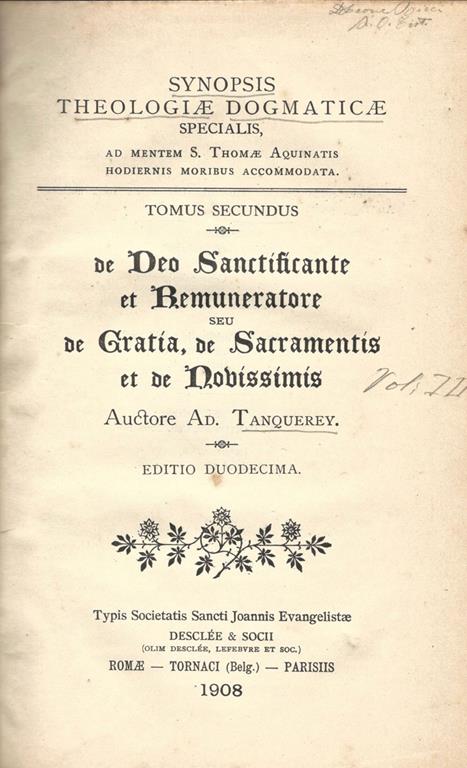 SYNOPSIS
THEOLOGIÆ DOGMATICÆ
SPECIALIS,
AD MENTEM S. THOMÆ AQUINATIS
HODIERNIS MORIBUS ACCOMMODATA.
TOMUS SECUNDUS
de Deo Sanctificante
et Remuneratore
SEU
de Gratia, de Sacramentis
et de Novissimis
Vol; II
Auctore AD. TANQUEREY.
EDITIO DUODECIMA.
Typis Societatis Sancti Joannis Evangelistæ
DESCLÉE & SOCII
(OLIM DESCLÉE, LEFEBVRE ET SOC.)
ROMÆ — TORNACI (Belg.) — PARISIIS
1908